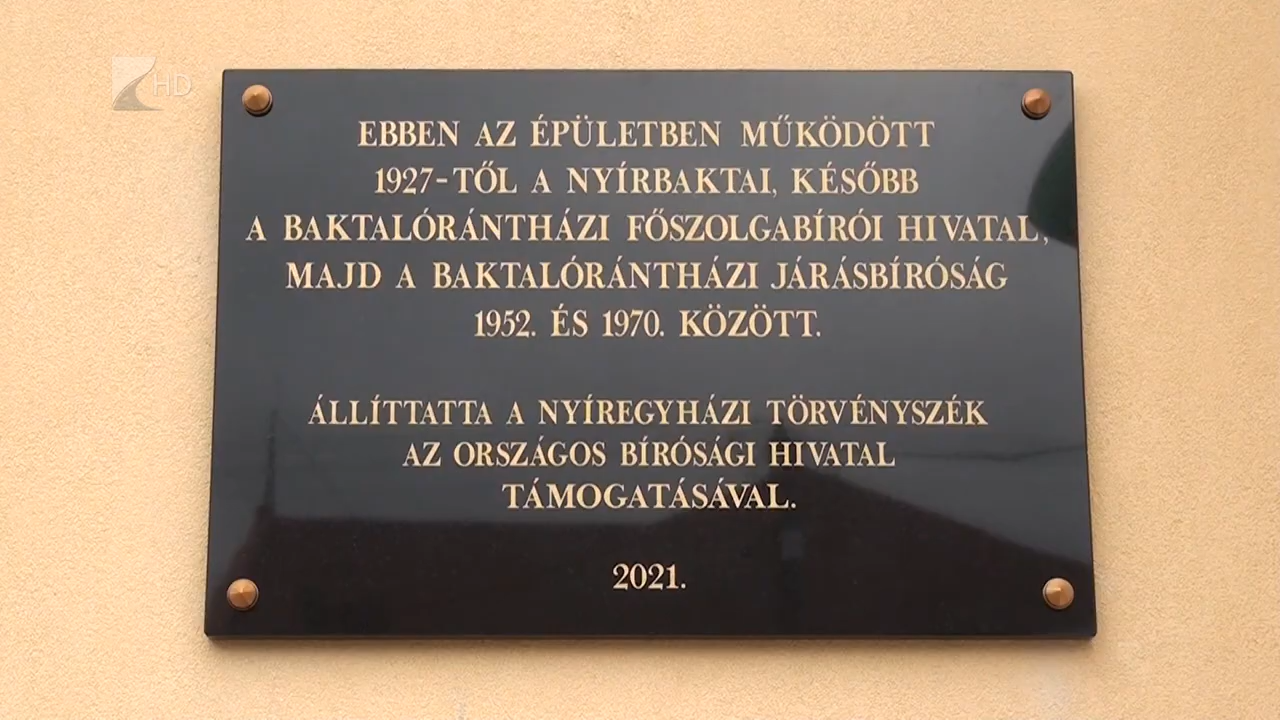 HD
EBBEN AZ ÉPÜLETBEN MŰKÖDÖTT
1927-TŐL A NYÍRBAKTAI, KÉSŐBB
A BAKTALÓRÁNTHÁZI FŐSZOLGABÍRÓI HIVATAL,
MAJD A BAKTALÓRÁNTHÁZI JÁRÁSBÍRÓSÁG
1952. ÉS 1970. KÖZÖTT.
ÁLLÍTTATTA A NYÍREGYHÁZI TÖRVÉNYSZÉK
AZ ORSZÁGOS BÍRÓSÁGI HIVATAL
TÁMOGATÁSÁVAL.
2021.